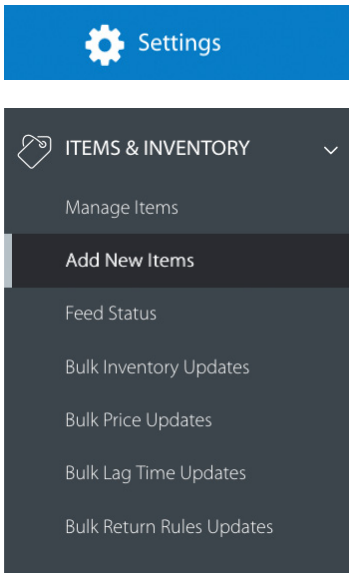 Settings
ITEMS & INVENTORY
Manage Items
Add New Items
Feed Status
Bulk Inventory Updates
Bulk Price Updates
Bulk Lag Time Updates
Bulk Return Rules Updates